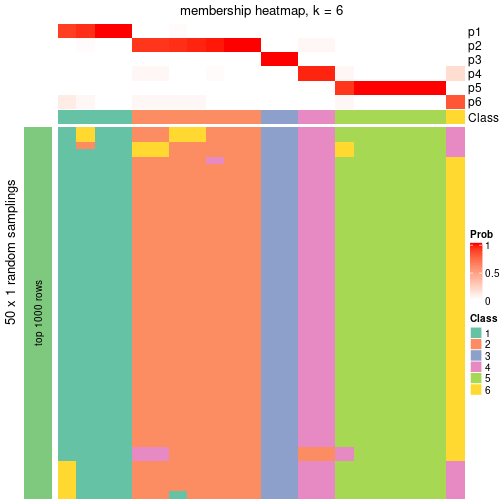 membership heatmap, k = 6
p1
p2
p3
p4
p5
p6
Class
50 x 1 random samplings
top 1000 rows
Prob
1
0.5
0
Class
1
2
3
4
5
6